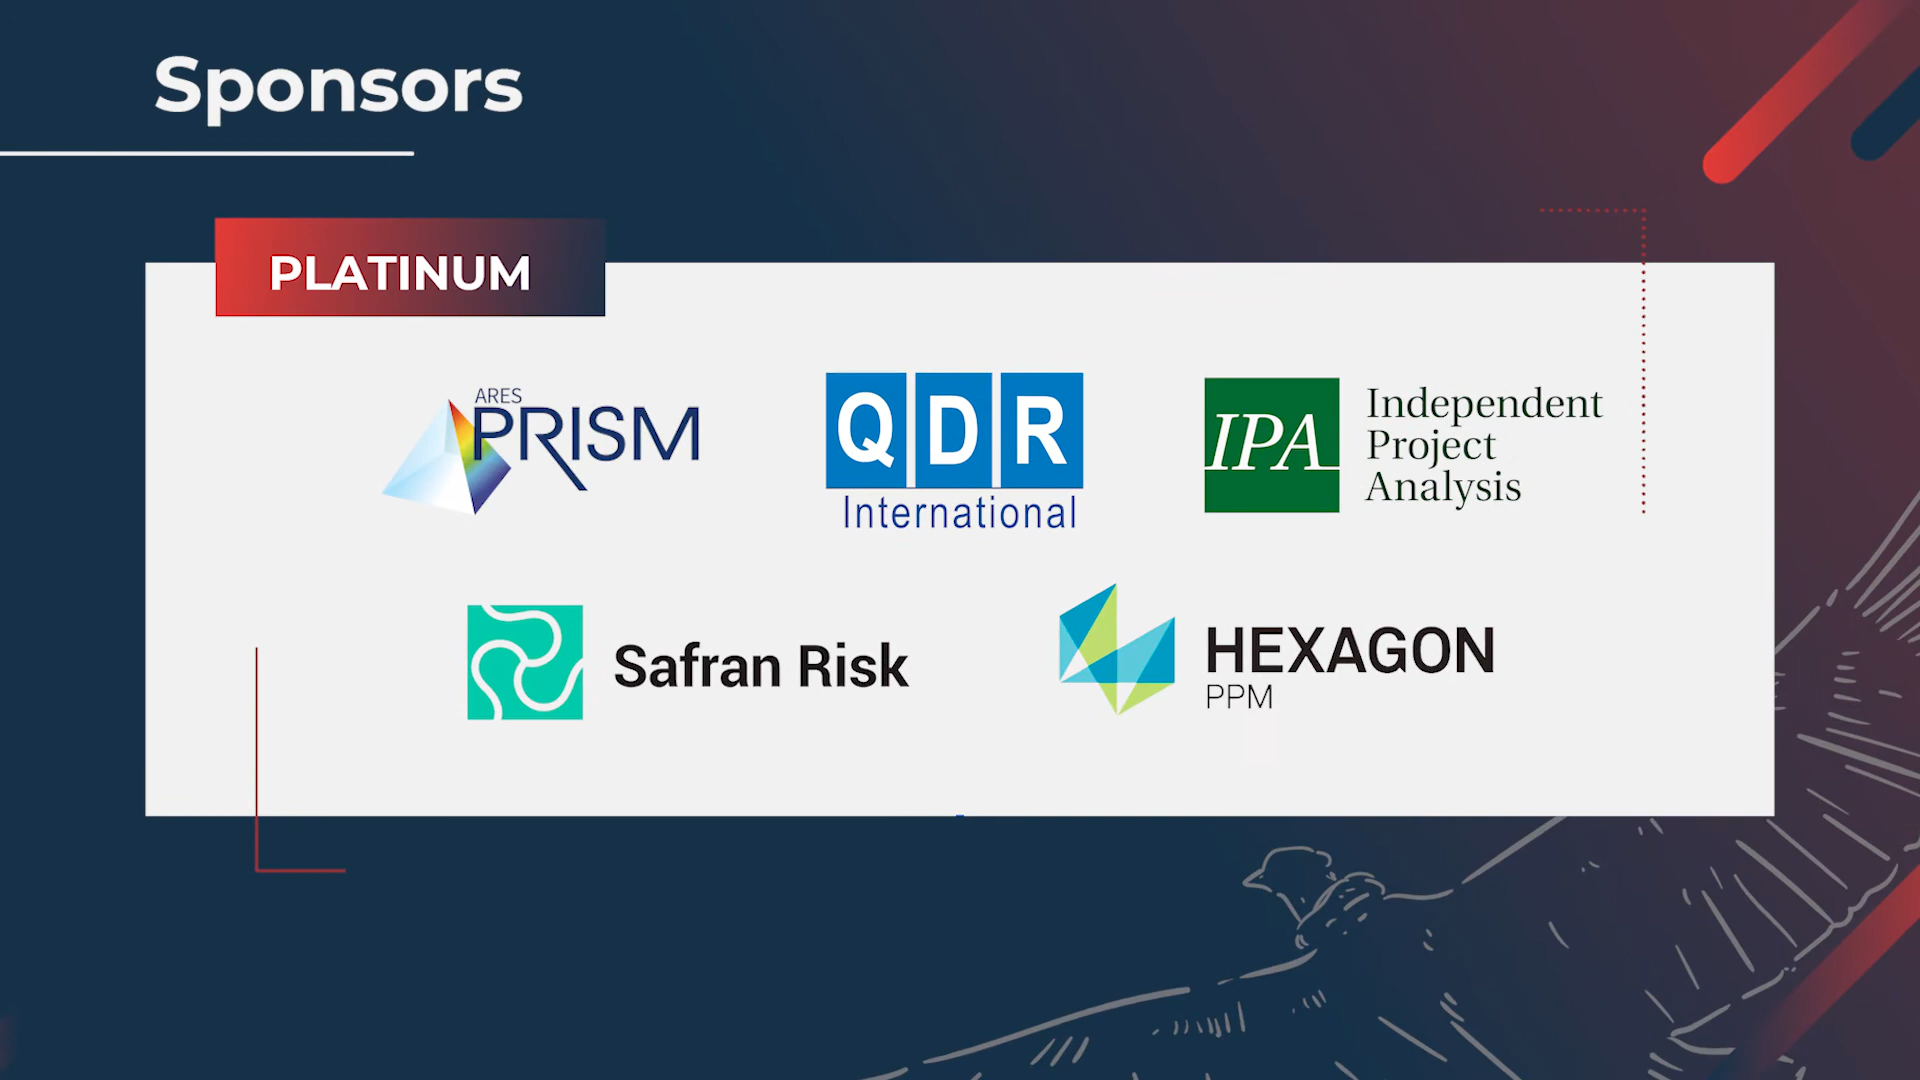 Sponsors
PLATINUM
ARES
PRISM
QDR
International
IPA
Independent
Project
Analysis
Safran Risk
HEXAGON
PPM